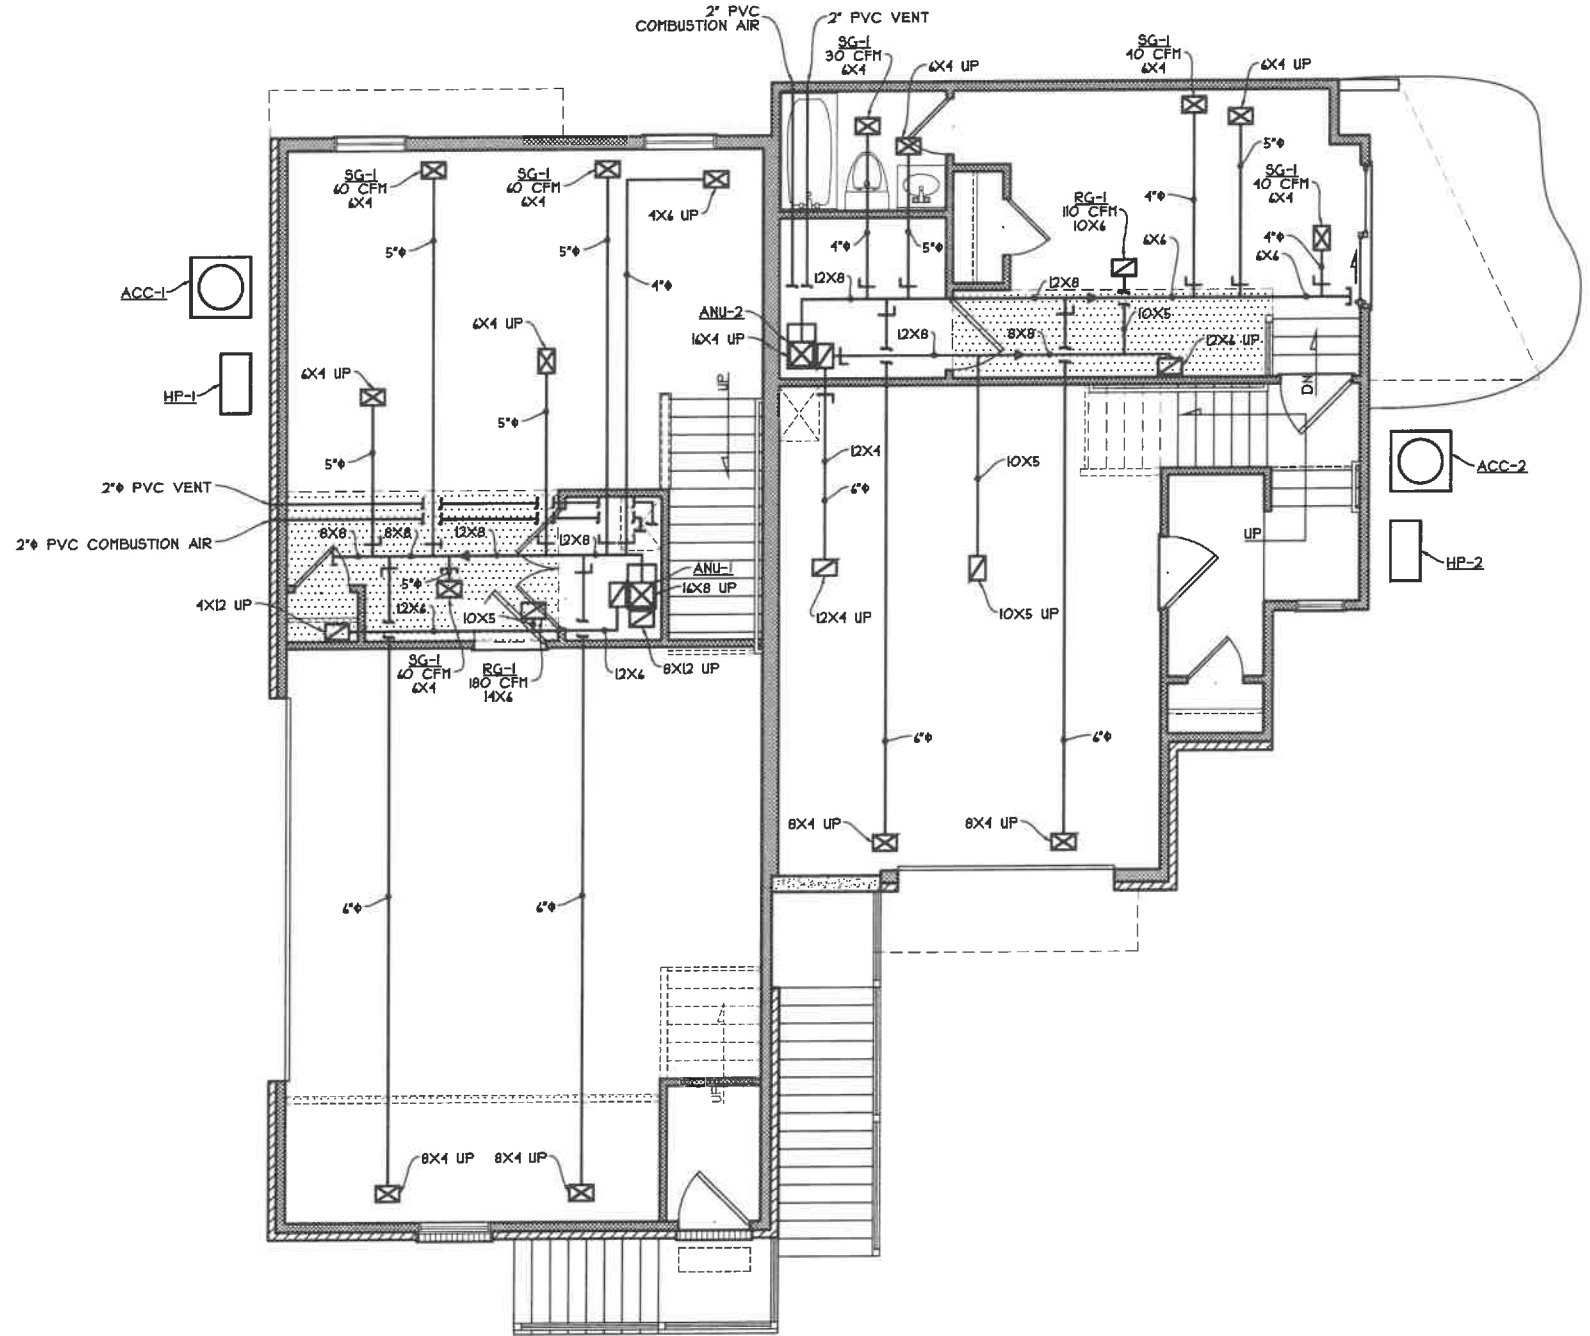 2" PVC
COMBUSTION AIR
2" PVC VENT
SG-1
30 CFM
6X4
6X4 UP
SG-1
40 CFM
6X4
6X4 UP
SG-1
60 CFM
6X4
SG-1
60 CFM
6X4
4X6 UP
5"ϕ
SG-1
40 CFM
6X4
RG-1
110 CFM
10X6
4"ϕ
6X6
4"ϕ
6X6
5"ϕ
5"ϕ
4"ϕ
4"ϕ
5"ϕ
12X8
12X8
ACC-1
HP-1
6X4 UP
6X4 UP
5"ϕ
5"ϕ
AHU-2
16X4 UP
12X8
8X8
10X5
12X6 UP
UP
DN
12X4
6"ϕ
10X5
ACC-2
HP-2
UP
2"ϕ PVC VENT
2"ϕ PVC COMBUSTION AIR
8X8
8X8
12X8
12X8
AHU-1
16X8 UP
5"ϕ
4X12 UP
12X6
10X5
12X6
8X12 UP
SG-1
60 CFM
6X4
RG-1
180 CFM
14X6
12X4 UP
10X5 UP
6"ϕ
6"ϕ
8X4 UP
8X4 UP
6"ϕ
6"ϕ
UP
8X4 UP
8X4 UP